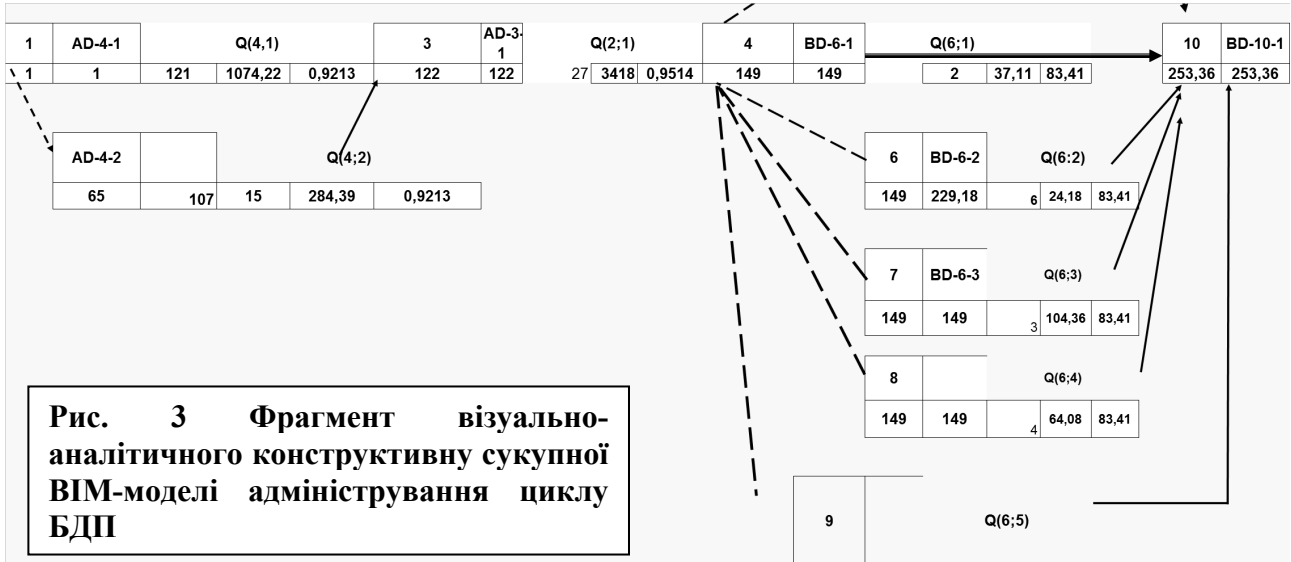 1 AD-4-1 Q(4,1) 3 AD-3-1 Q(2;1) 4 BD-6-1 Q(6;1) 10 BD-10-1
1 1 121 1074,22 0,9213 122 122 27 3418 0,9514 149 149 2 37,11 83,41 253,36 253,36
AD-4-2 Q(4;2) 6 BD-6-2 Q(6:2)
65 107 15 284,39 0,9213 149 229,18 6 24,18 83,41
7 BD-6-3 Q(6;3)
149 149 3 104,36 83,41
8 Q(6;4)
149 149 4 64,08 83,41
9 Q(6;5)
Рис. 3 Фрагмент візуально-
аналітичного конструктивну сукупної
BIM-моделі адміністрування циклу
БДП